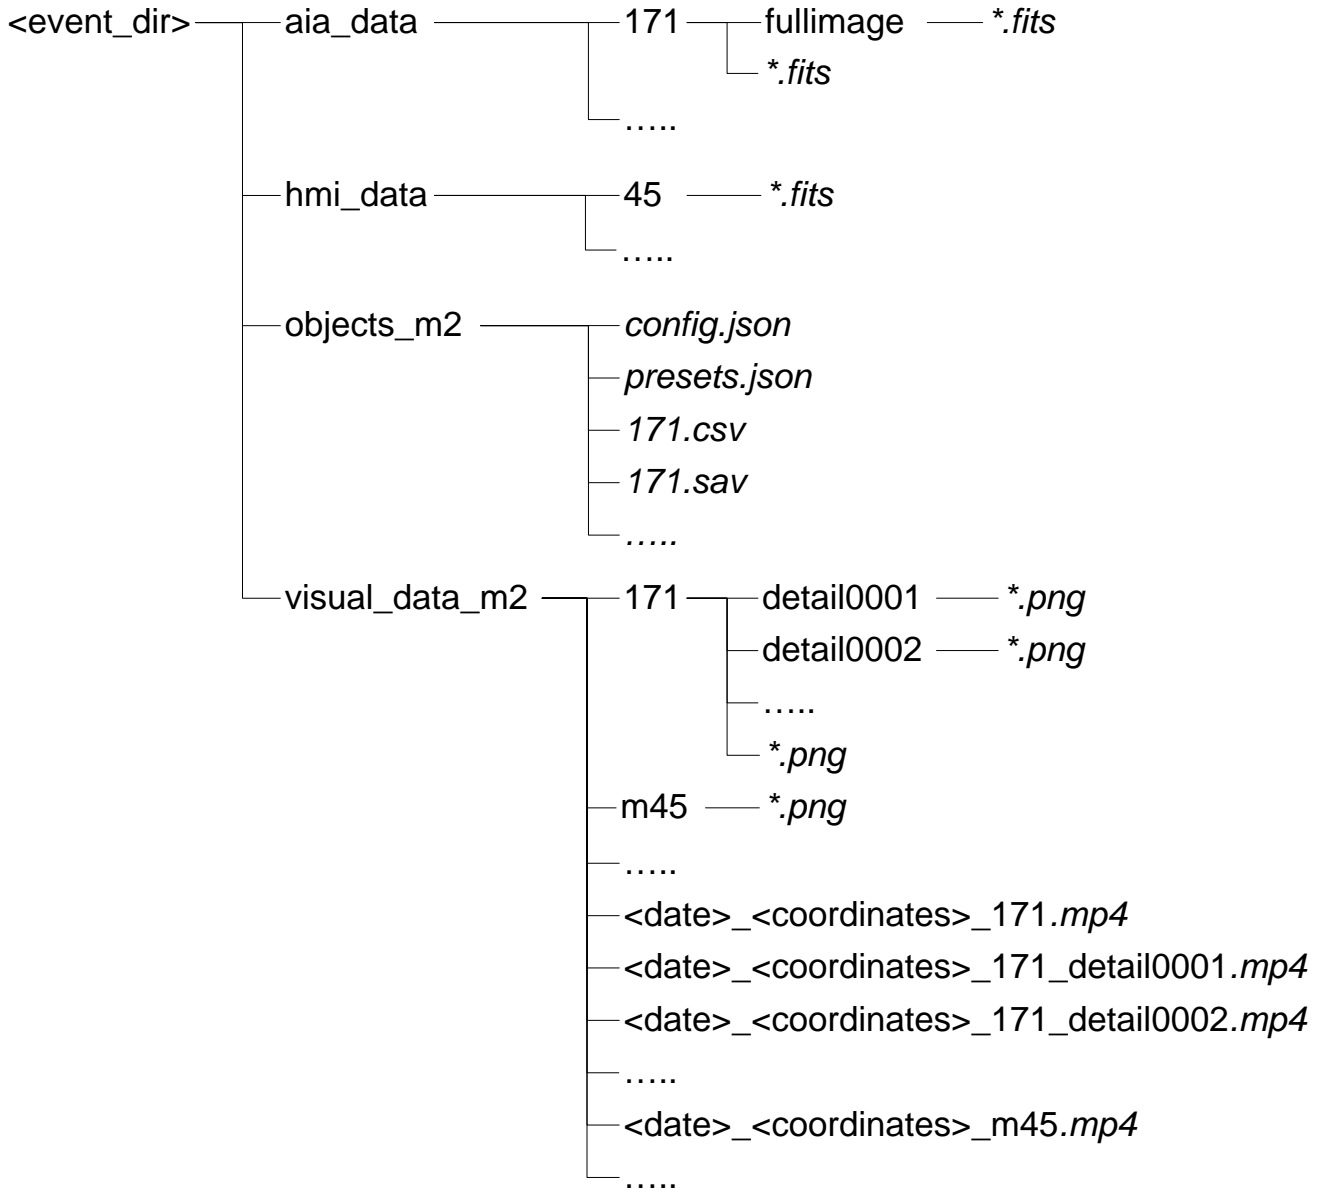 <event_dir> aia_data 171 fullimage *.fits
*.fits
.....
hmi_data 45 *.fits
.....
objects_m2 config.json
presets.json
171.csv
171.sav
.....
visual_data_m2 171 detail0001 *.png
detail0002 *.png
.....
*.png
m45 *.png
.....
<date>_<coordinates>_171.mp4
<date>_<coordinates>_171_detail0001.mp4
<date>_<coordinates>_171_detail0002.mp4
.....
<date>_<coordinates>_m45.mp4
.....